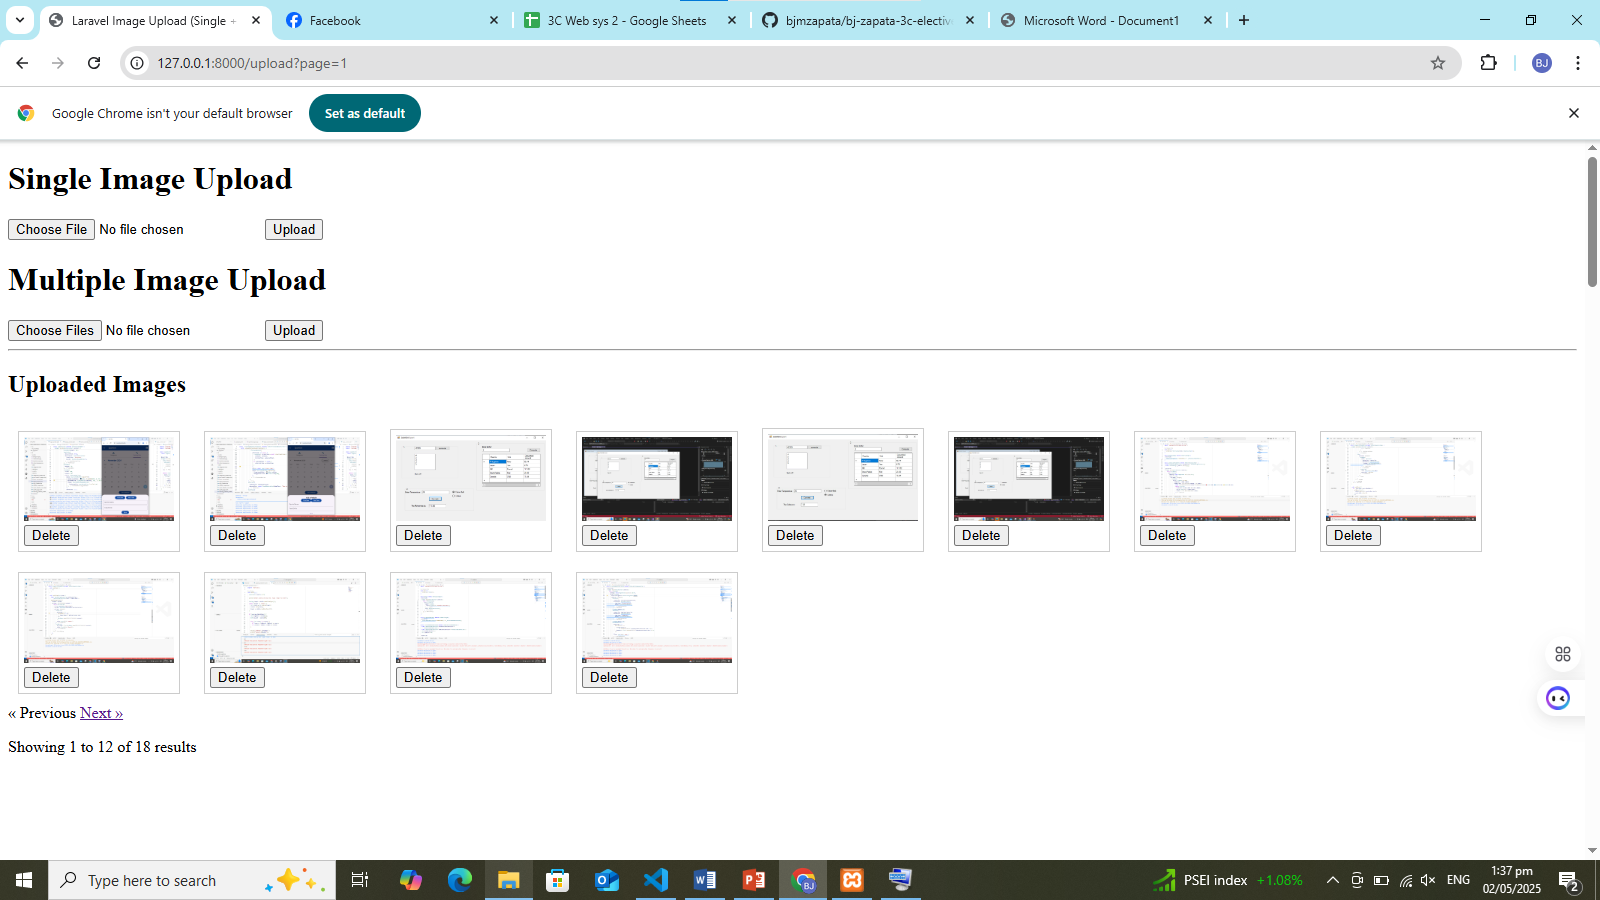 Laravel Image Upload (Single +
Facebook
3C Web sys 2 - Google Sheets
bjmzapata/bj-zapata-3c-elective
Microsoft Word - Document1
127.0.0.1:8000/upload?page=1
BJ
Google Chrome isn't your default browser
Set as default
Single Image Upload
Choose File No file chosen Upload
Multiple Image Upload
Choose Files No file chosen Upload
Uploaded Images
Delete Delete Delete Delete Delete Delete Delete Delete
Delete Delete Delete Delete
« Previous Next »
Showing 1 to 12 of 18 results
Type here to search
BJ
PSEI index +1.08%
ENG
1:37 pm
02/05/2025
2